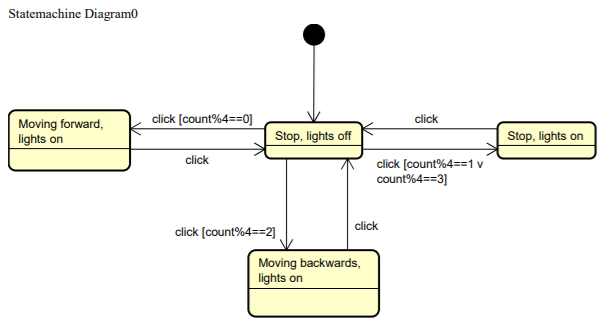 Statemachine Diagram0
Moving forward,
lights on
click [count%4==0]
click
Stop, lights off
click
Stop, lights on
click [count%4==1 v
count%4==3]
click [count%4==2]
click
Moving backwards,
lights on